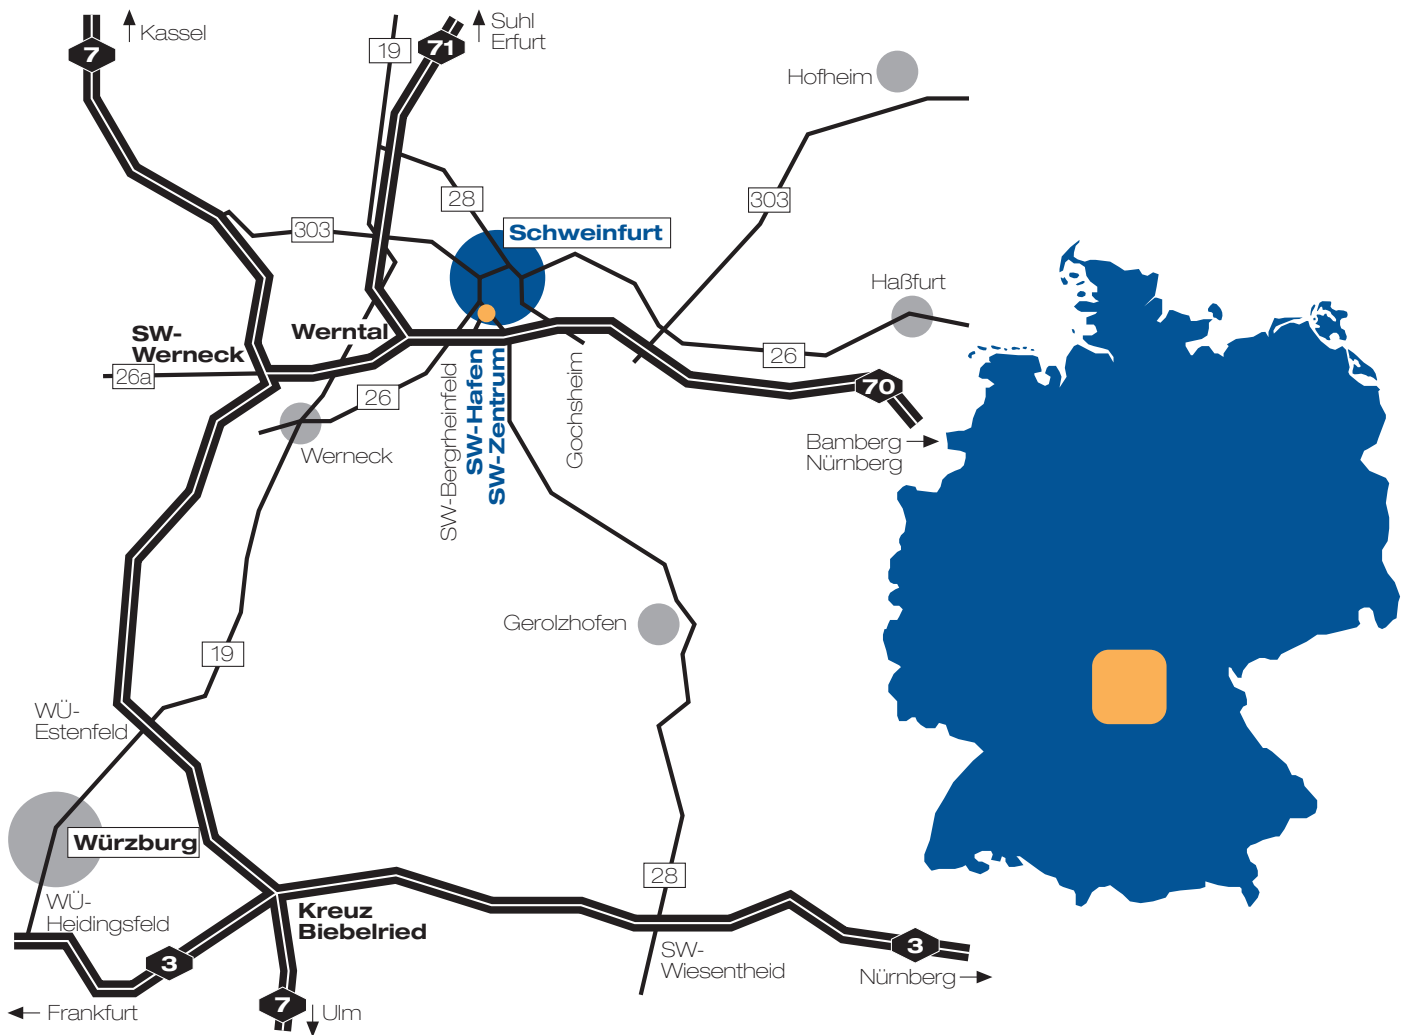 Kassel
7
19
71
Suhl
Erfurt
Hofheim
28
303
303
Schweinfurt
Haßfurt
SW-
Werneck
Werntal
26
26a
26
70
Werneck
SW-Bergrheinfeld
SW-Hafen
SW-Zentrum
Gochsheim
Bamberg
Nürnberg
Gerolzhofen
19
WÜ-
Estenfeld
Würzburg
28
WÜ-
Heidingsfeld
Kreuz
Biebelried
3
3
SW-
Wiesentheid
Nürnberg
Frankfurt
7
Ulm